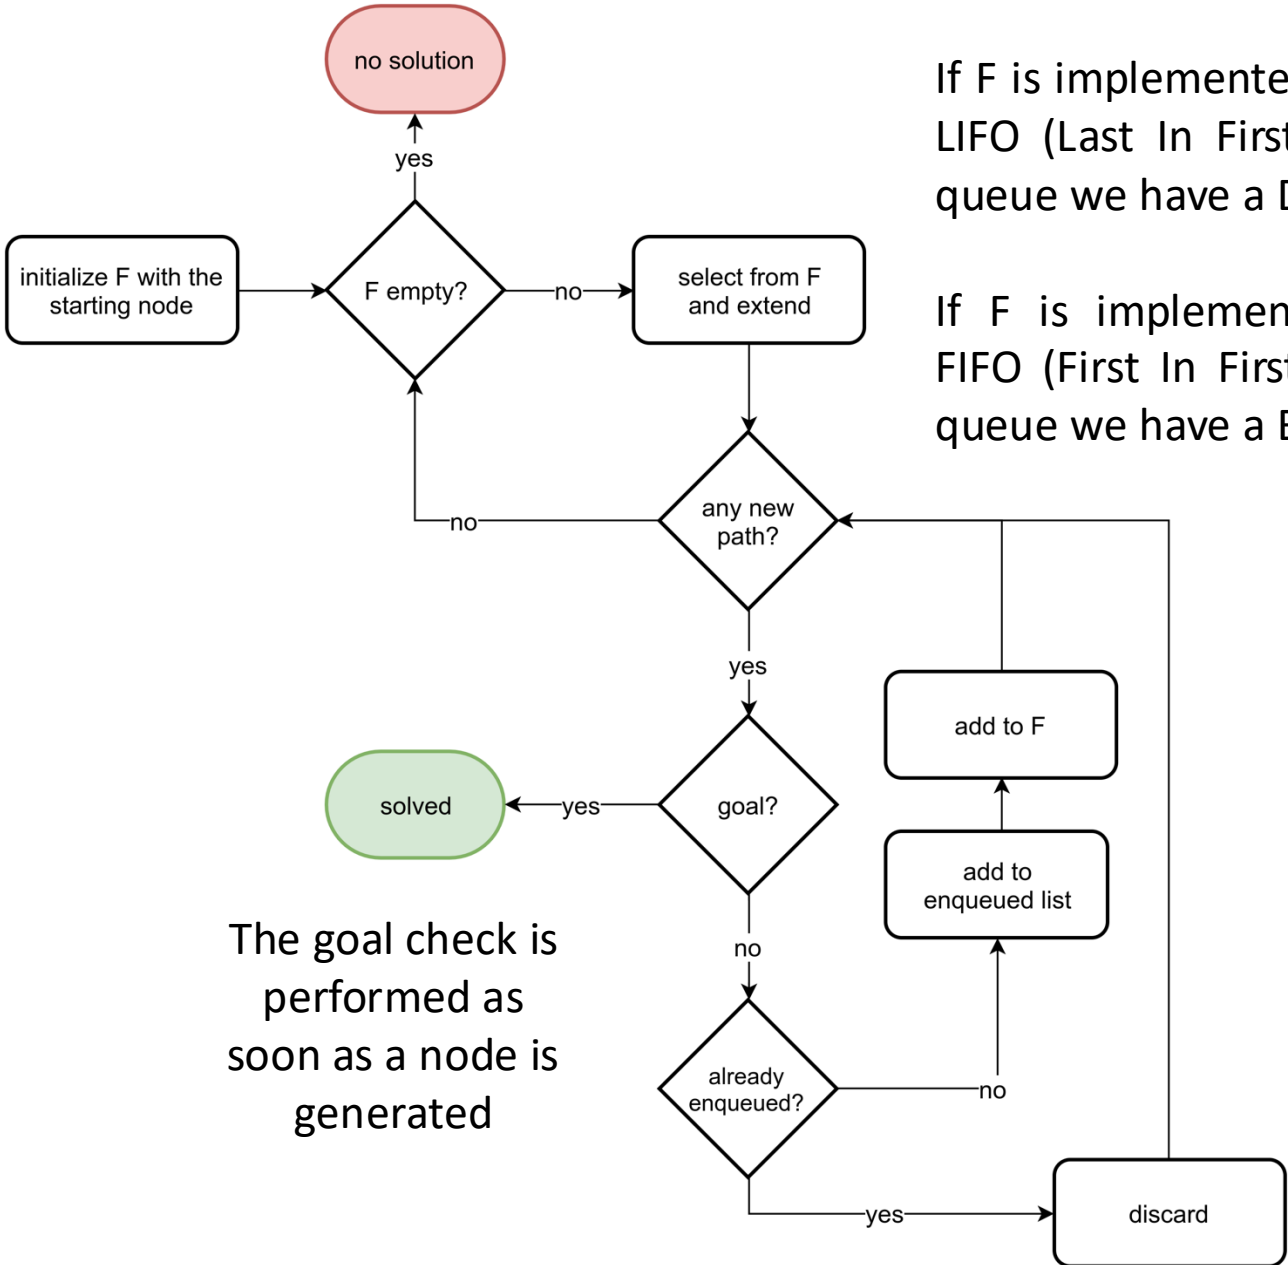 no solution
yes
initialize F with the
starting node
F empty?
no
select from F
and extend
If F is implemente
LIFO (Last In First
queue we have a
If F is implemen
FIFO (First In First
queue we have a
any new
path?
no
yes
add to F
solved
yes
goal?
add to
enqueued list
The goal check is
performed as
soon as a node is
generated
no
already
enqueued?
no
yes
discard